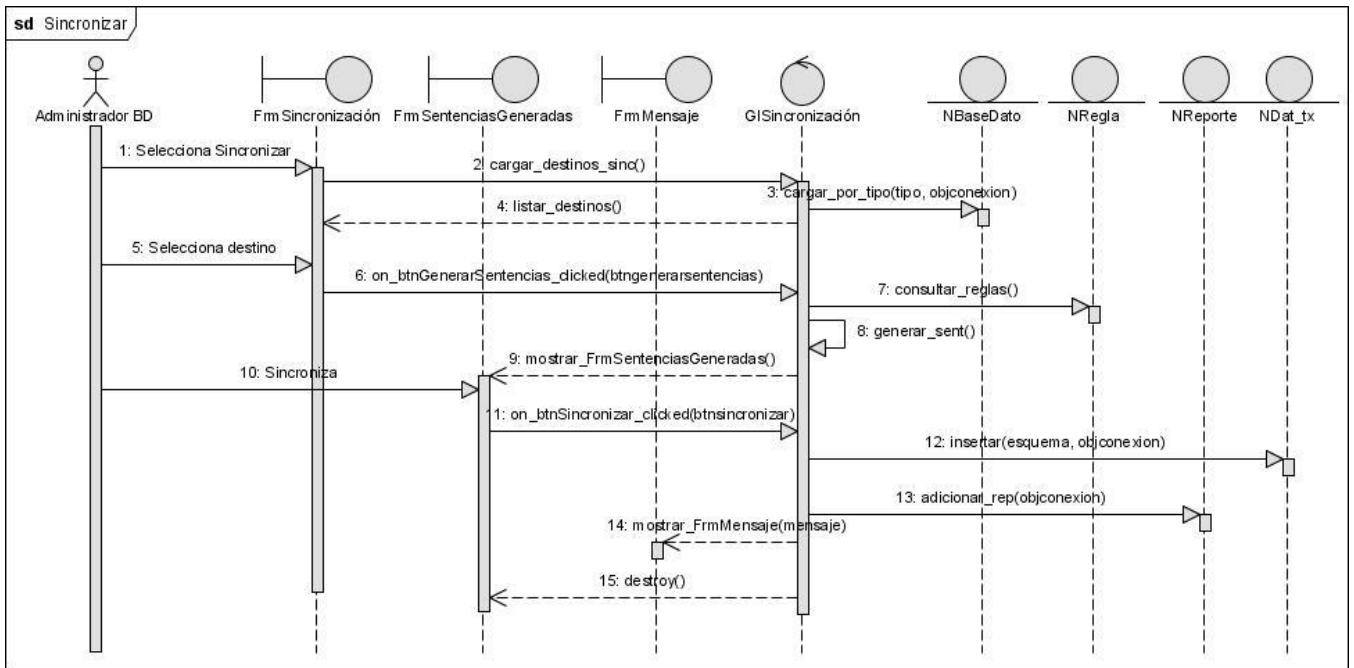 sd Sincronizar
Administrador BD
FrmSincronización
FrmSentenciasGeneradas
FrmMensaje
GlSincronización
NBaseDato
NRegla
NReporte
NDat_tx
1: Selecciona Sincronizar
2: cargar_destinos_sinc()
3: cargar_por_tipo(tipo, objconexion)
4: listar_destinos()
5: Selecciona destino
6: on_btnGenerarSentencias_clicked(btngenerarsentencias)
7: consultar_reglas()
8: generar_sent()
9: mostrar_FrmSentenciasGeneradas()
10: Sincroniza
11: on_btnSincronizar_clicked(btnsincronizar)
12: insertar(esquema, objconexion)
13: adicionar_rep(objconexion)
14: mostrar_FrmMensaje(mensaje)
15: destroy()